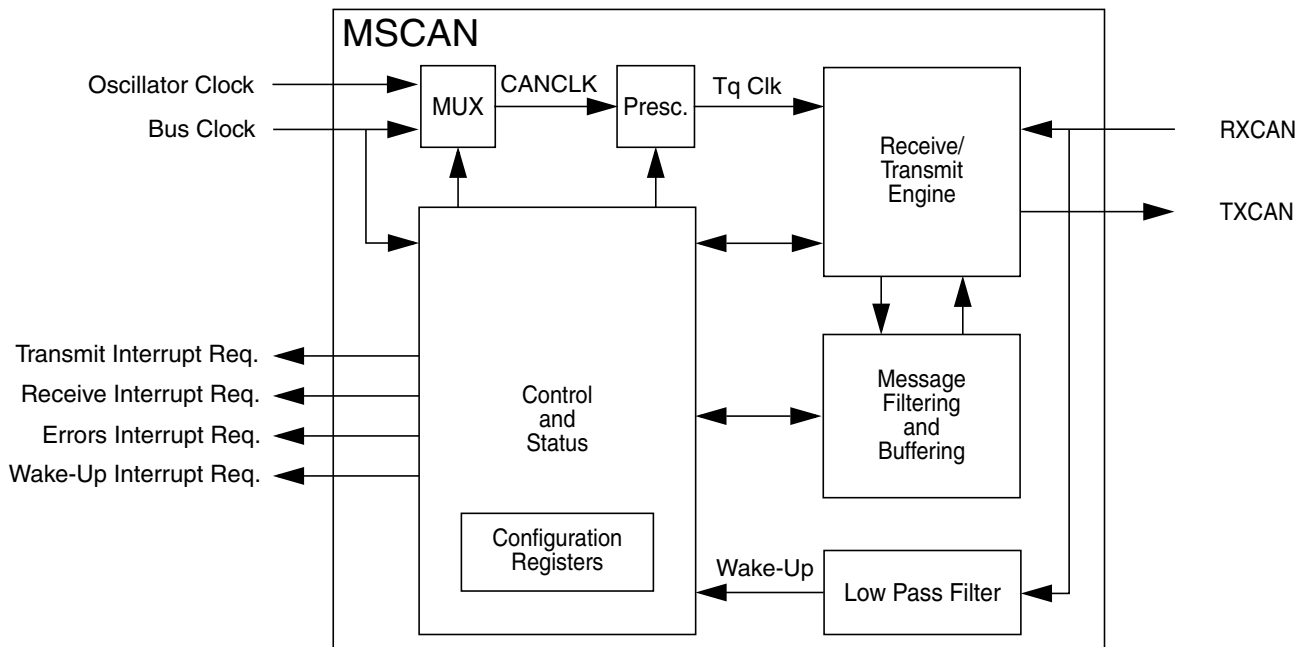 MSCAN
Oscillator Clock
Bus Clock
MUX
CANCLK
Presc.
Tq Clk
Receive/
Transmit
Engine
RXCAN
TXCAN
Transmit Interrupt Req.
Receive Interrupt Req.
Errors Interrupt Req.
Wake-Up Interrupt Req.
Control
and
Status
Message
Filtering
and
Buffering
Configuration
Registers
Wake-Up
Low Pass Filter